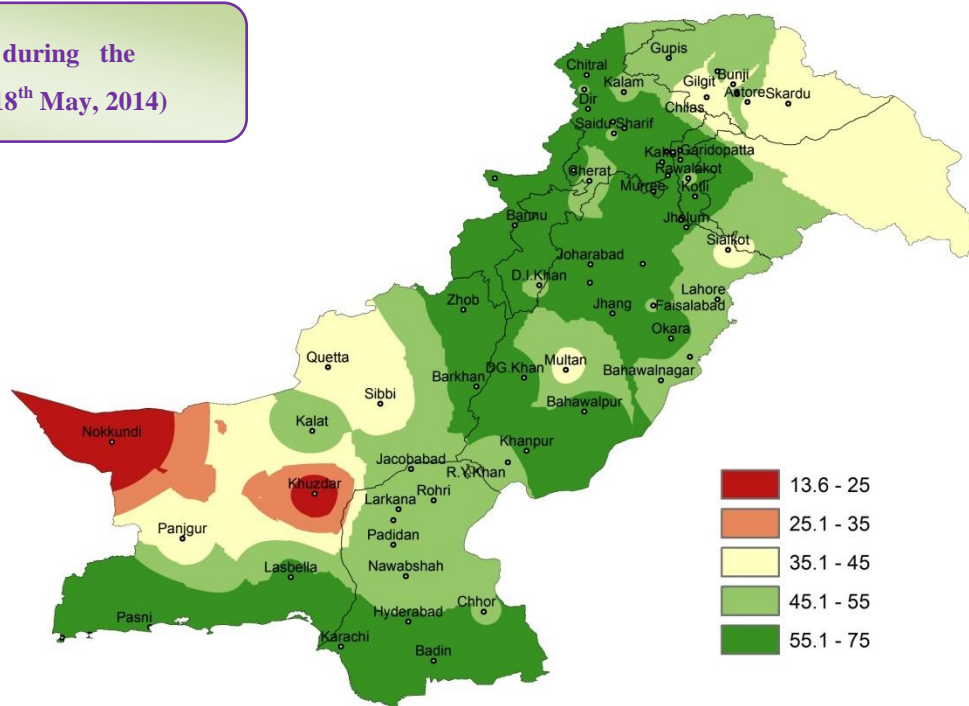 during the
18th May, 2014)
Gupis
Chitral
Bunji
Kalam
Gilgit
Astore
Skardu
Dir
Chilas
Saidu Sharif
Garidopatta
Cherat
Rawalakot
Murree
Kotli
Bannu
Jhelum
Sialkot
Joharabad
D.I.Khan
Lahore
Zhob
Jhang
Faisalabad
Okara
Quetta
DG.Khan
Multan
Barkhan
Bahawalnagar
Sibbi
Bahawalpur
Kalat
Nokkundi
Khanpur
Jacobabad
R.Y.Khan
Khuzdar
Larkana
Rohri
Panjgur
Padidan
Lasbella
Nawabshah
Chhor
Pasni
Hyderabad
Karachi
Badin
13.6 - 25
25.1 - 35
35.1 - 45
45.1 - 55
55.1 - 75